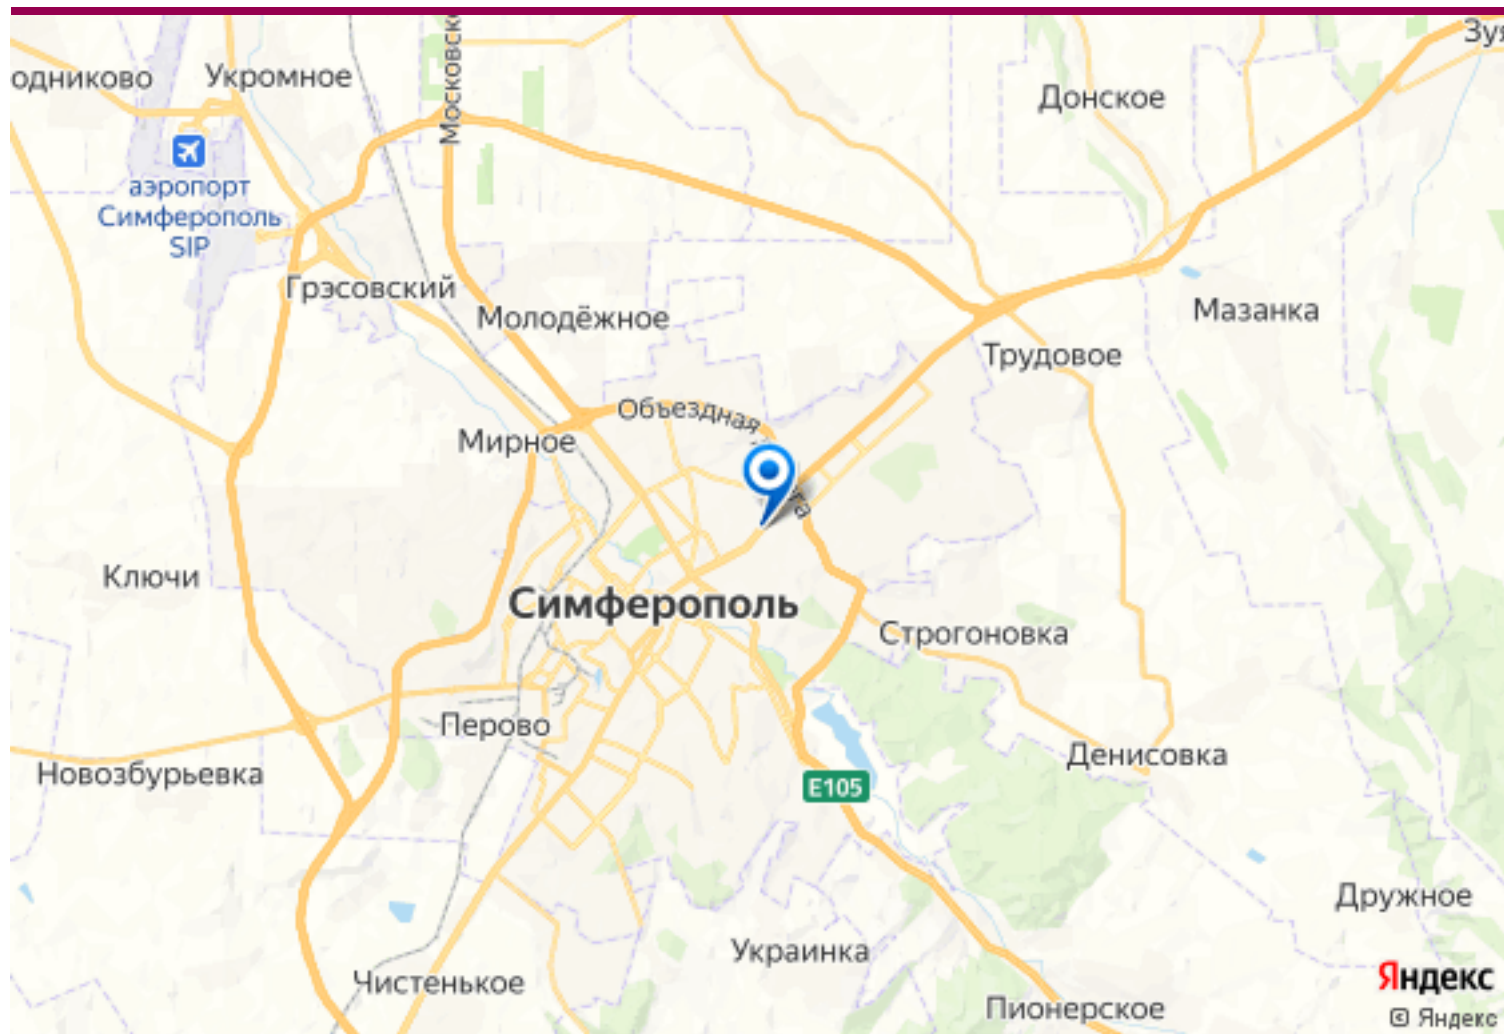 Зуя
одниково
Укромное
Московск
Донское
аэропорт
Симферополь
SIP
Грэсовский
Молодёжное
Мазанка
Трудовое
Объездная
Мирное
Ключи
Симферополь
Строгоновка
Перово
Денисовка
Новозбурьевка
E105
Дружное
Украинка
Чистенькое
Яндекс
Пионерское
© Яндекс